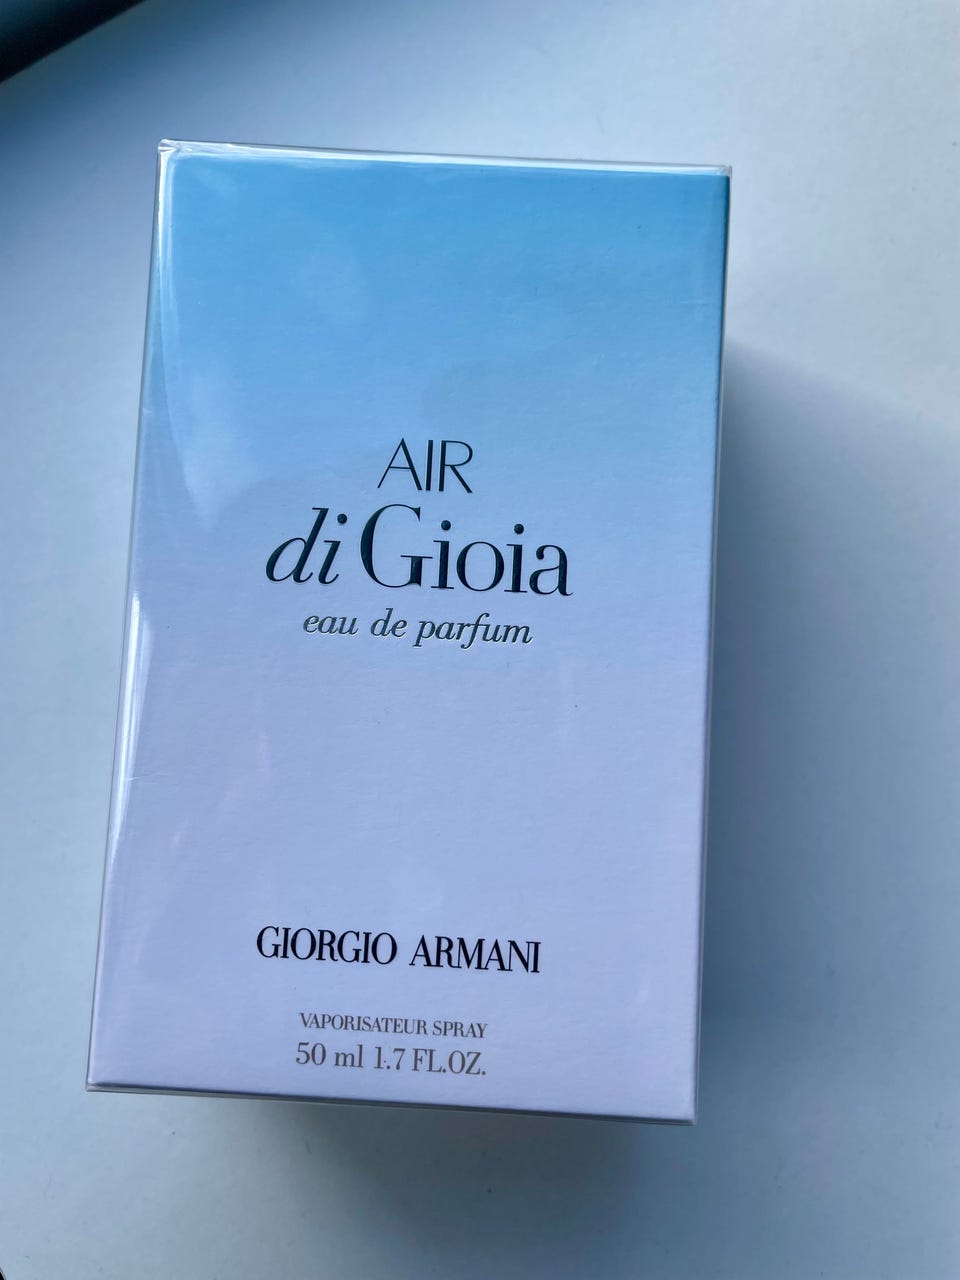 AIR
di Gioia
eau de parfum
GIORGIO ARMANI
VAPORISATEUR SPRAY
50 ml 1.7 FL.OZ.